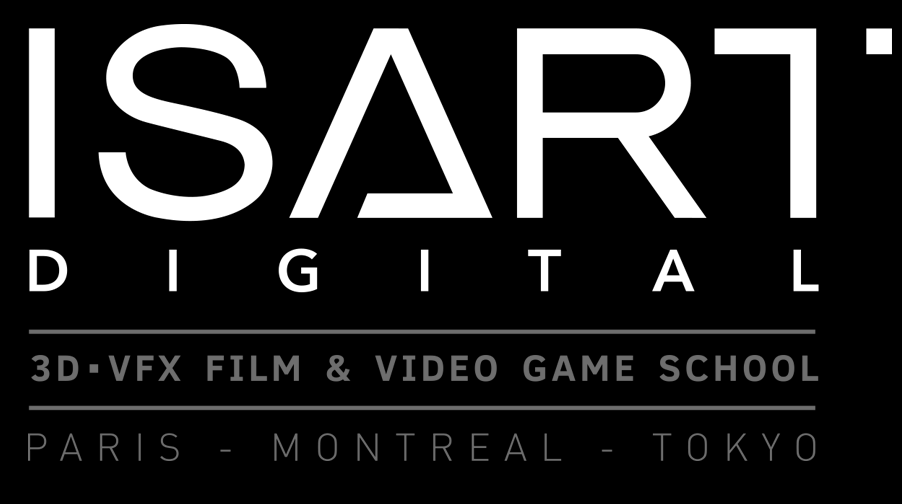 ISART
DIGITAL
3D▪VFX FILM & VIDEO GAME SCHOOL
PARIS - MONTREAL - TOKYO